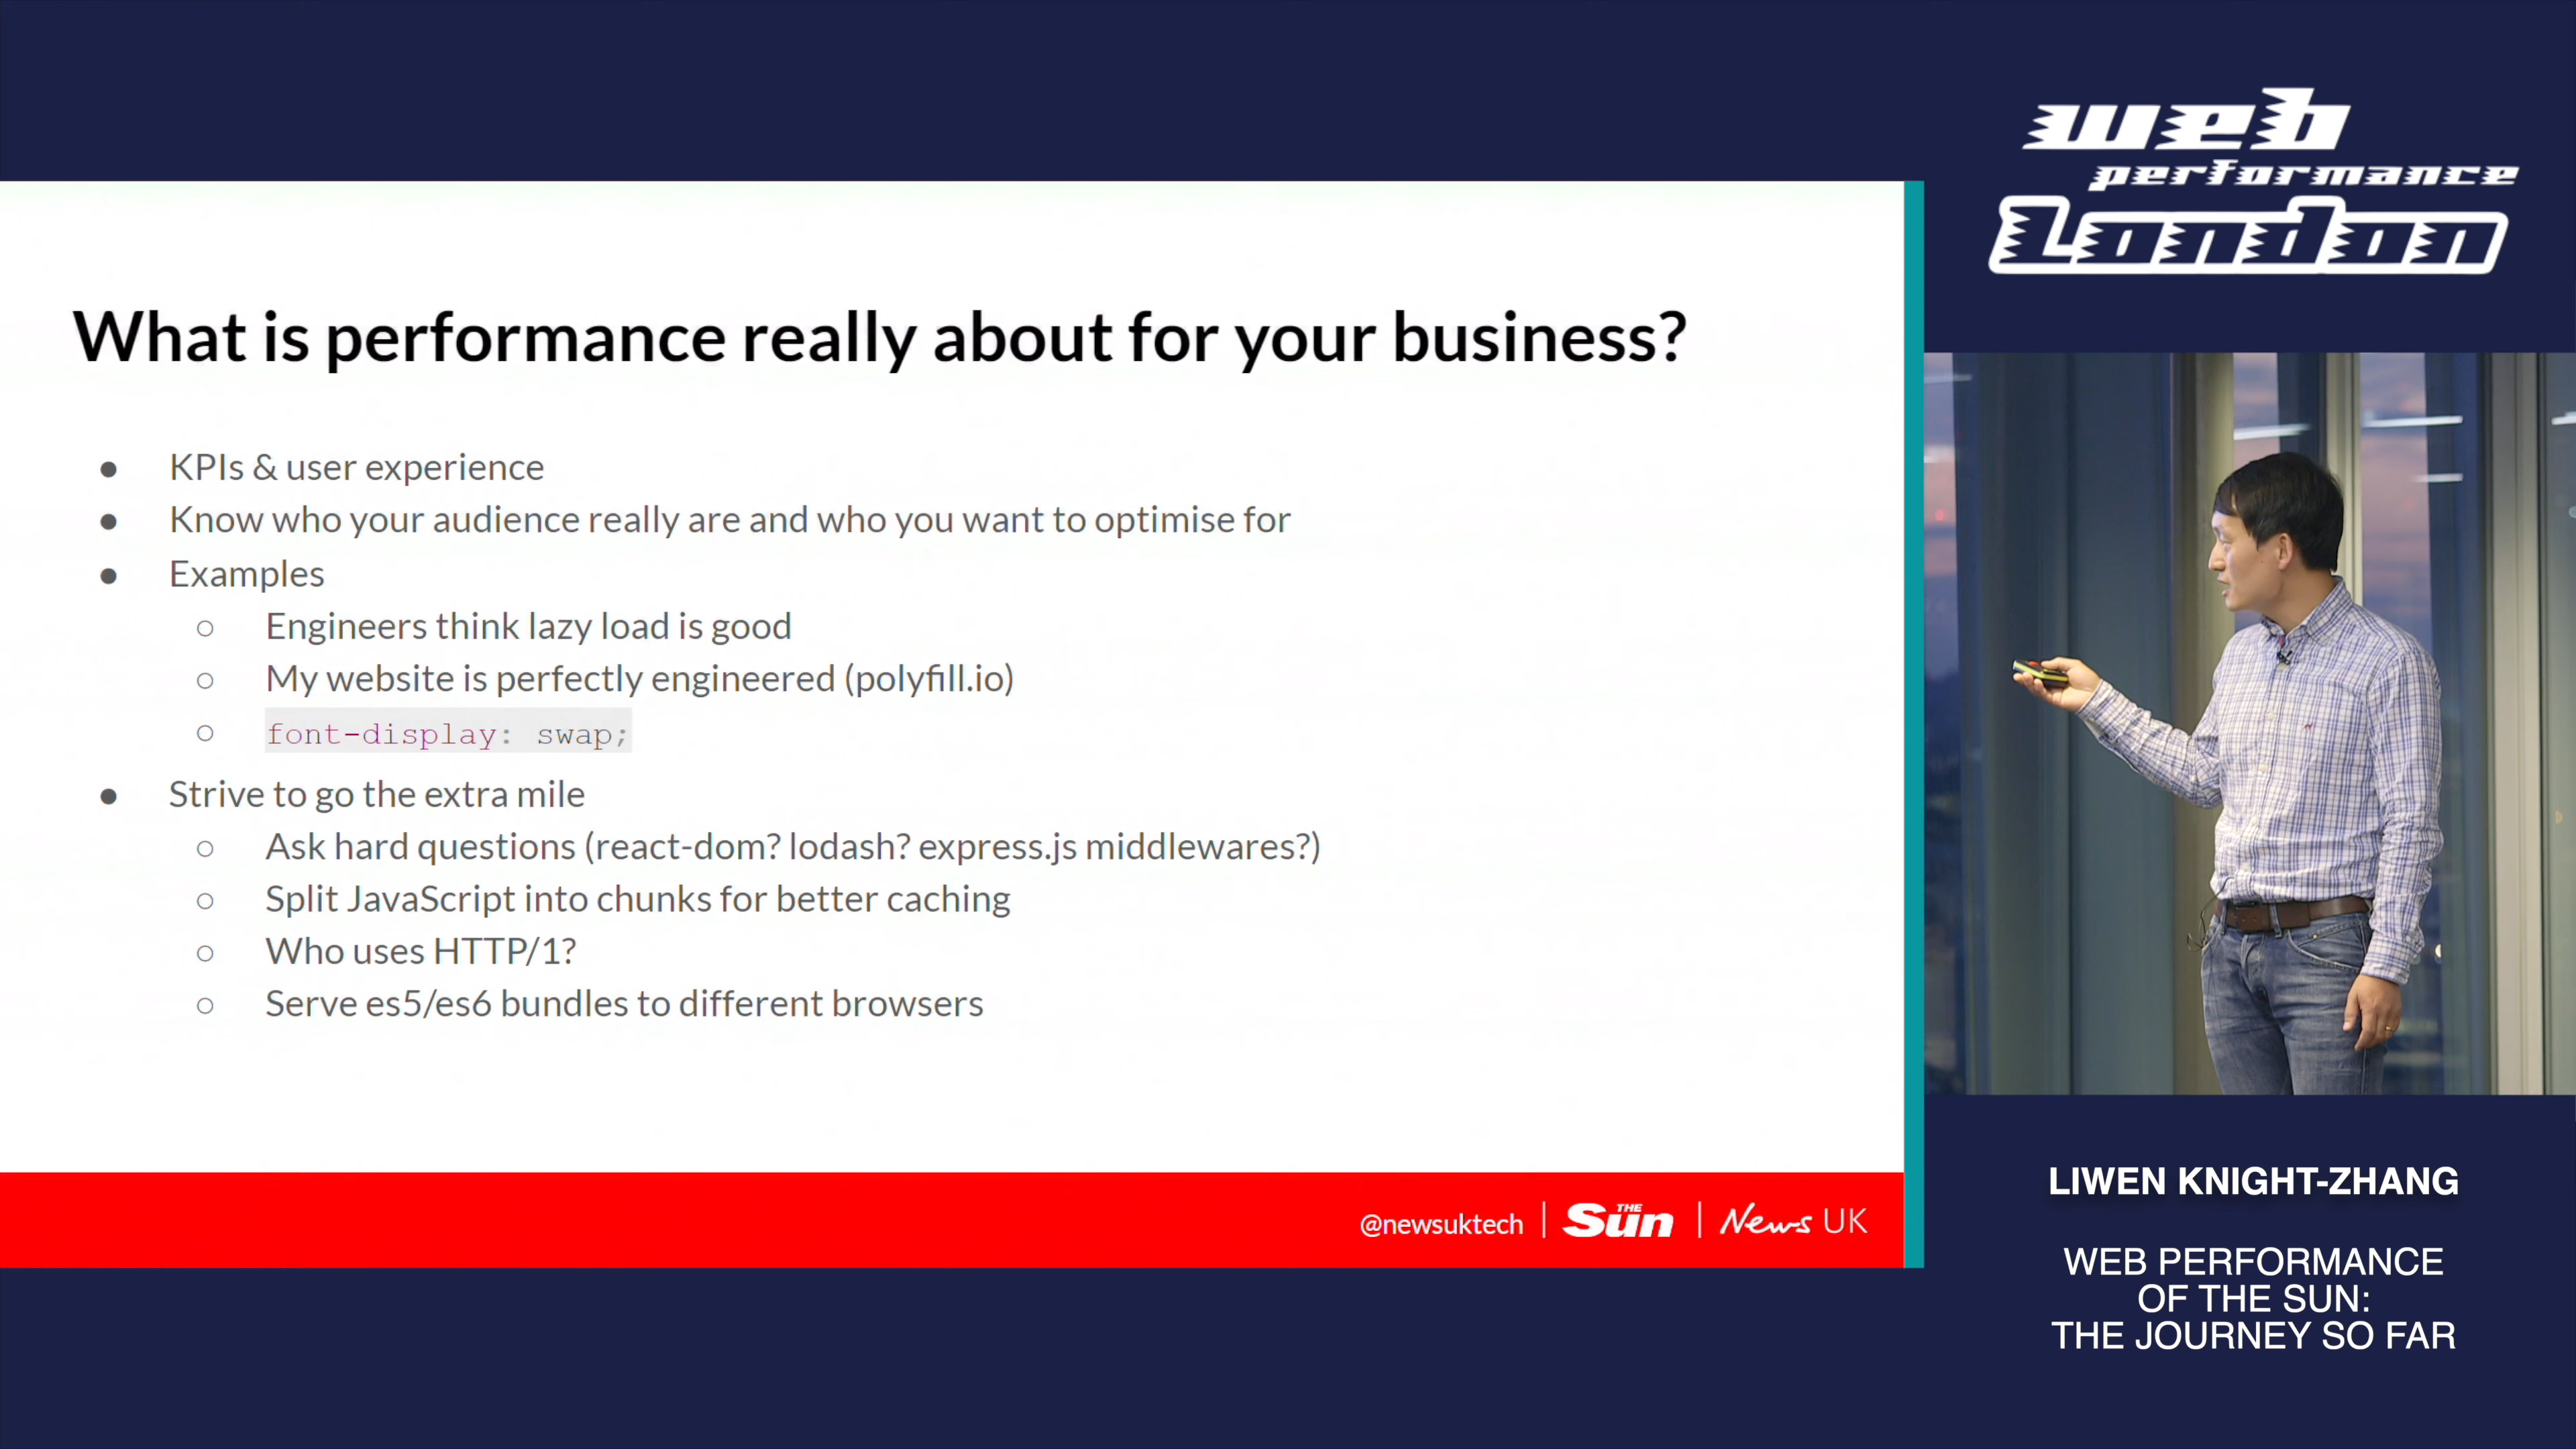 web
performance
London
What is performance really about for your business?
● KPIs & user experience
● Know who your audience really are and who you want to optimise for
● Examples
○ Engineers think lazy load is good
○ My website is perfectly engineered (polyfill.io)
○ font-display: swap;
● Strive to go the extra mile
○ Ask hard questions (react-dom? lodash? express.js middlewares?)
○ Split JavaScript into chunks for better caching
○ Who uses HTTP/1?
○ Serve es5/es6 bundles to different browsers
@newsuktech | THE Sun | News UK
LIWEN KNIGHT-ZHANG
WEB PERFORMANCE
OF THE SUN:
THE JOURNEY SO FAR